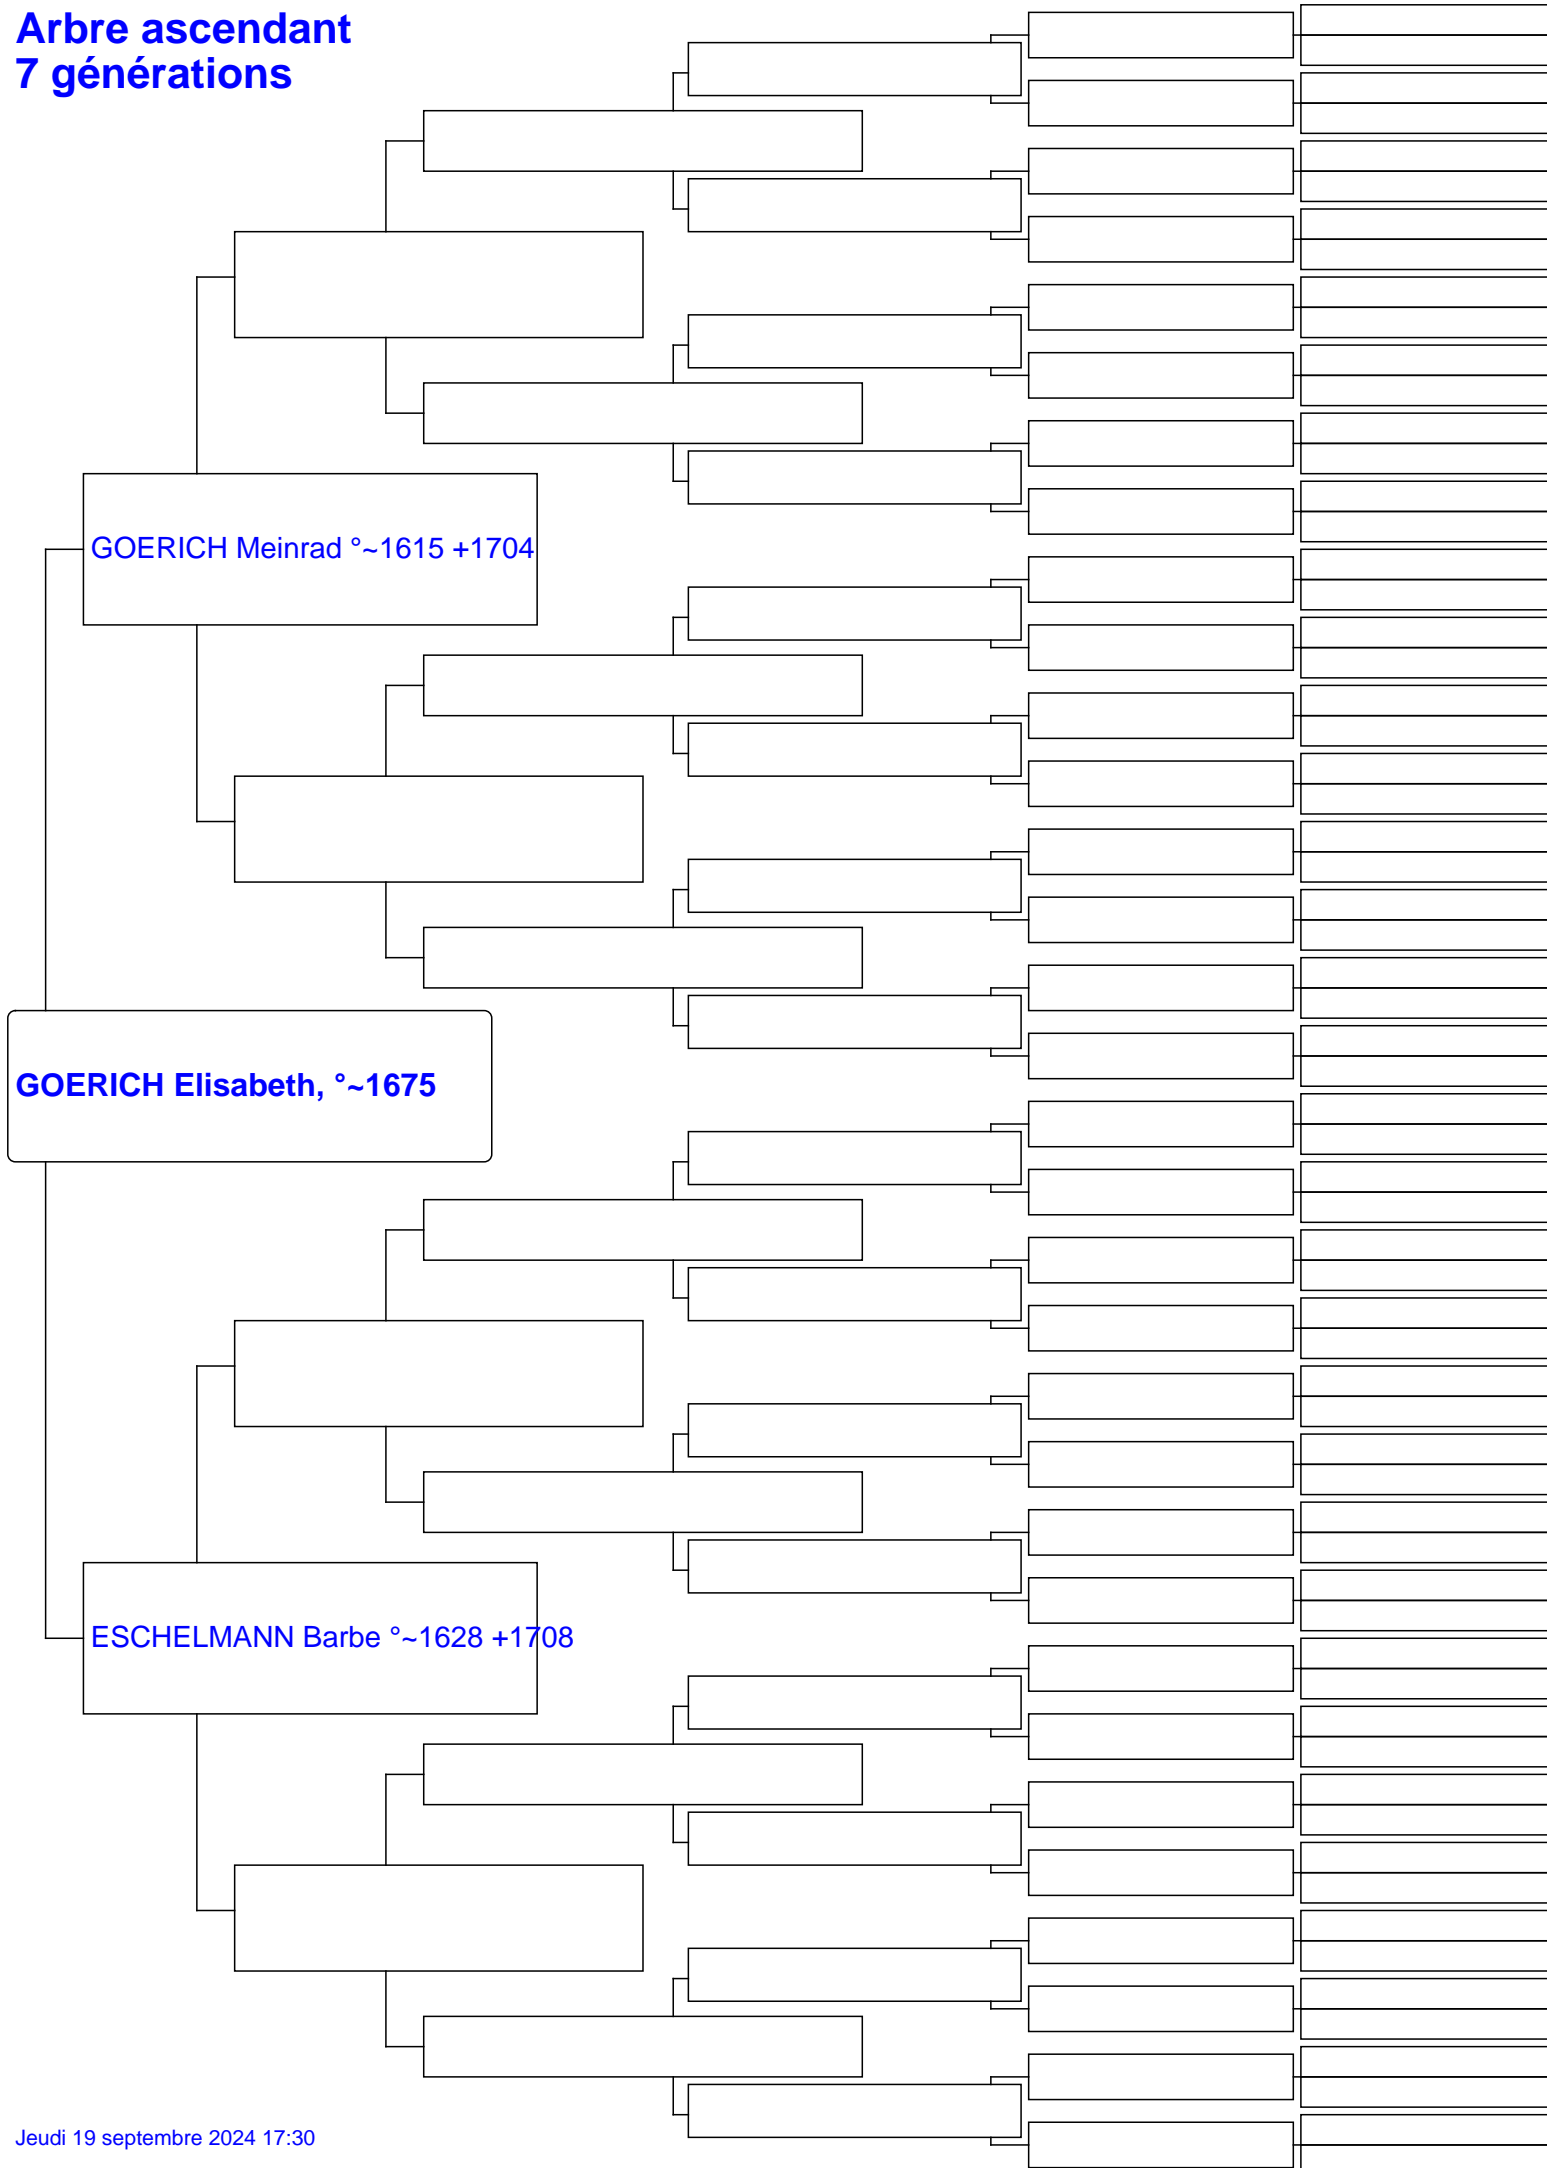 Arbre ascendant
7 générations
GOERICH Meinrad °~1615 +1704
GOERICH Elisabeth, °~1675
ESCHELMANN Barbe °~1628 +1708
Jeudi 19 septembre 2024 17:30